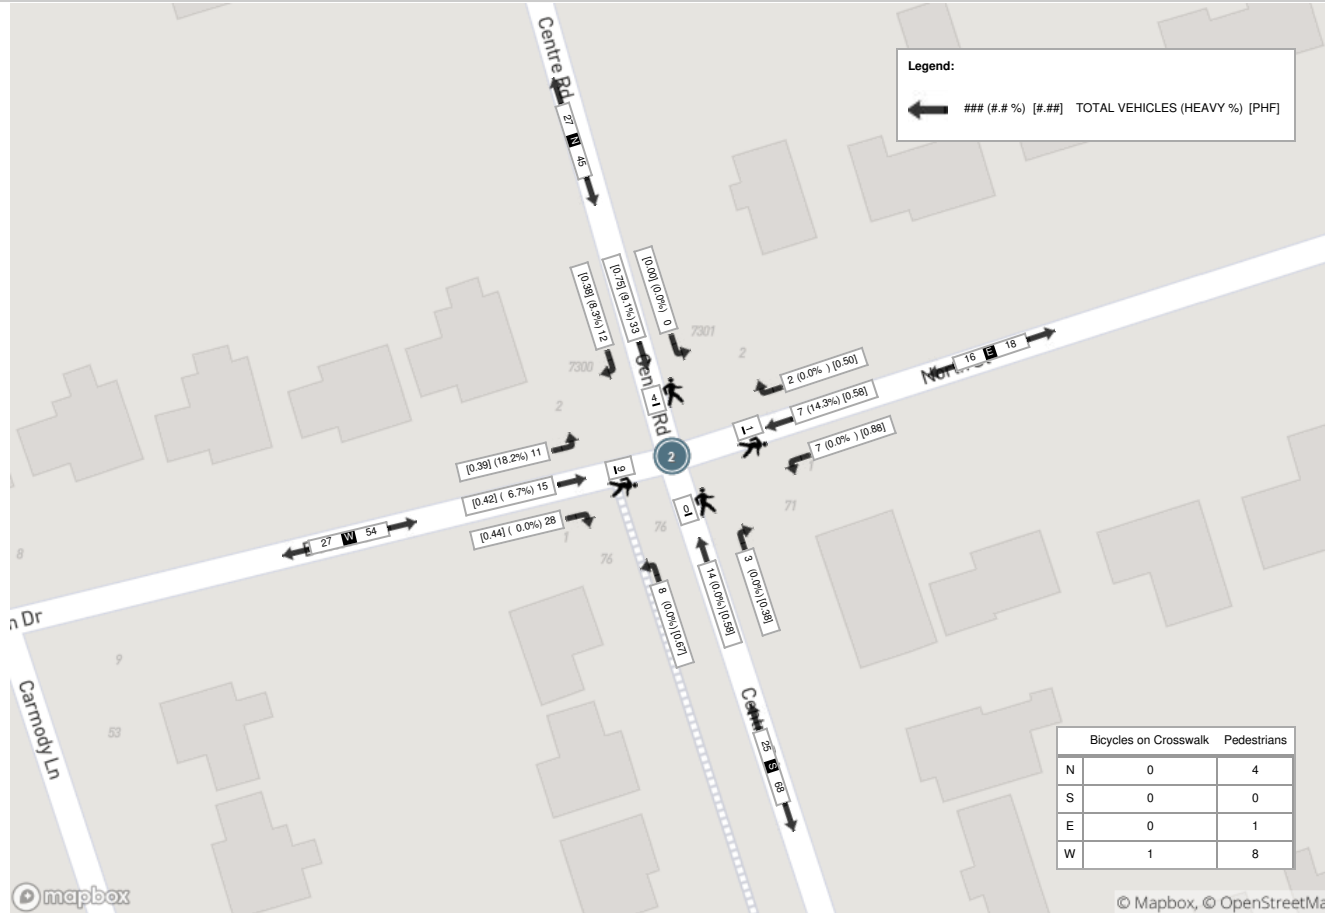 Centre Rd
Legend:
### (#.# %) [#.##] TOTAL VEHICLES (HEAVY %) [PHF]
27 N 45
[0.38] (8.3%) 12
[0.75] (9.1%) 33
[0.00] (0.0%) 0
7301
2
7300
2
16 E 18
2 (0.0% ) [0.50]
7 (14.3%) [0.58]
7 (0.0% ) [0.88]
4
Rd
1
2
9
0
[0.39] (18.2%) 11
[0.42] ( 6.7%) 15
[0.44] ( 0.0%) 28
27 W 54
8
1
76
76
71
8 (0.0%) [0.67]
14 (0.0%) [0.58]
3 (0.0%) [0.38]
n Dr
9
53
Carmody Ln
25 S 68
Bicycles on Crosswalk Pedestrians
N 0 4
S 0 0
E 0 1
W 1 8
mapbox
© Mapbox, © OpenStreetMa